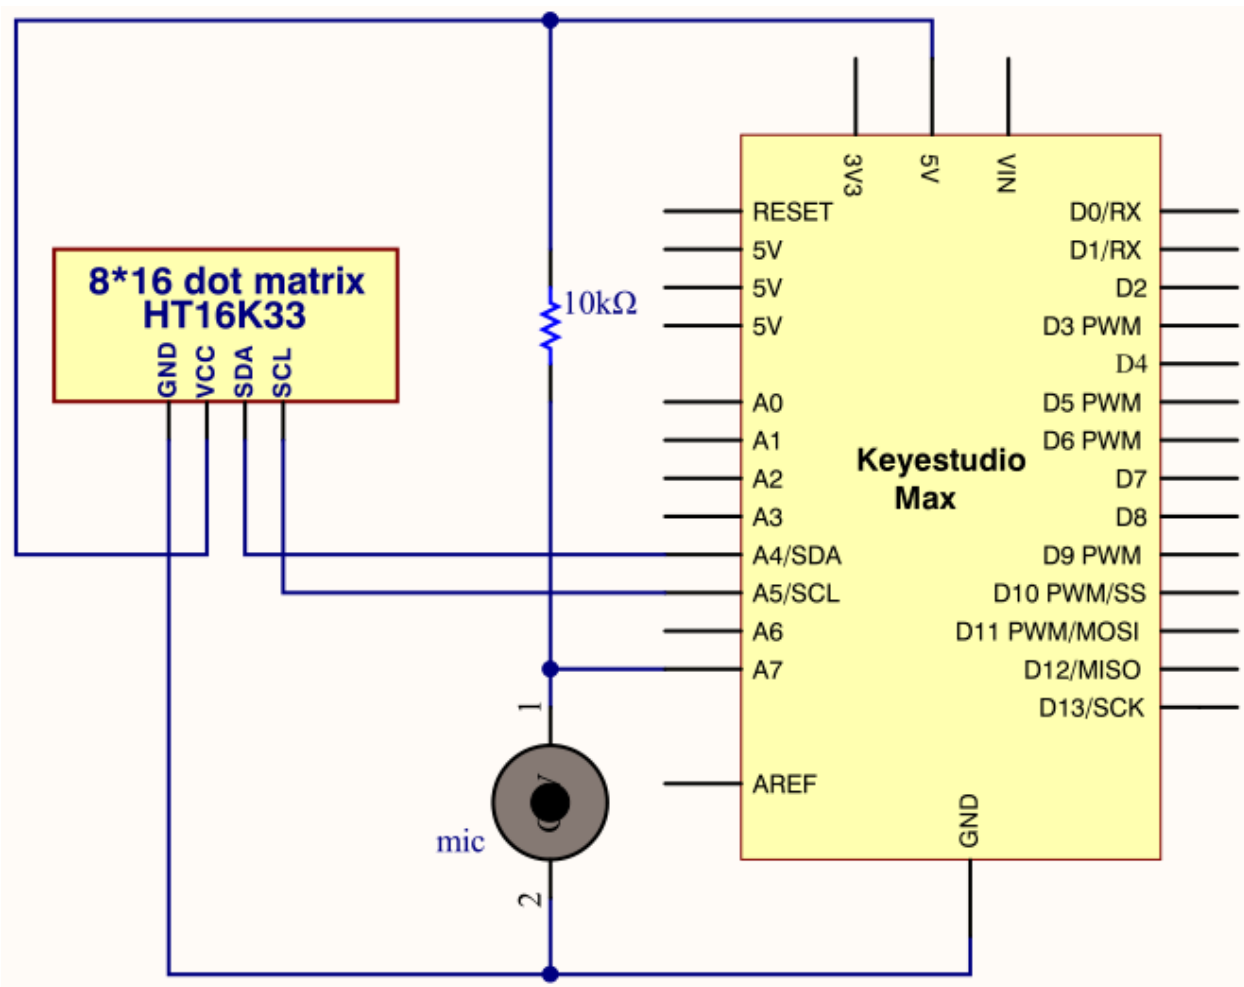 3V3
5V
VIN
RESET
5V
5V
5V
A0
A1
A2
A3
A4/SDA
A5/SCL
A6
A7
AREF
D0/RX
D1/RX
D2
D3 PWM
D4
D5 PWM
D6 PWM
D7
D8
D9 PWM
D10 PWM/SS
D11 PWM/MOSI
D12/MISO
D13/SCK
Keyestudio
Max
GND
8*16 dot matrix
HT16K33
GND
VCC
SDA
SCL
10kΩ
1
mic
2